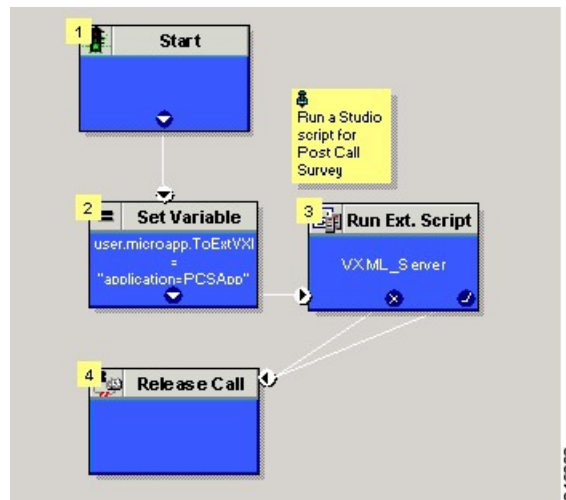 1
Start
Run a Studio
script for
Post Call
Survey
2
= Set Variable
user.microapp.ToExtVXI
=
"application=PCSApp"
3
Run Ext. Script
VXML_Server
4
Release Call